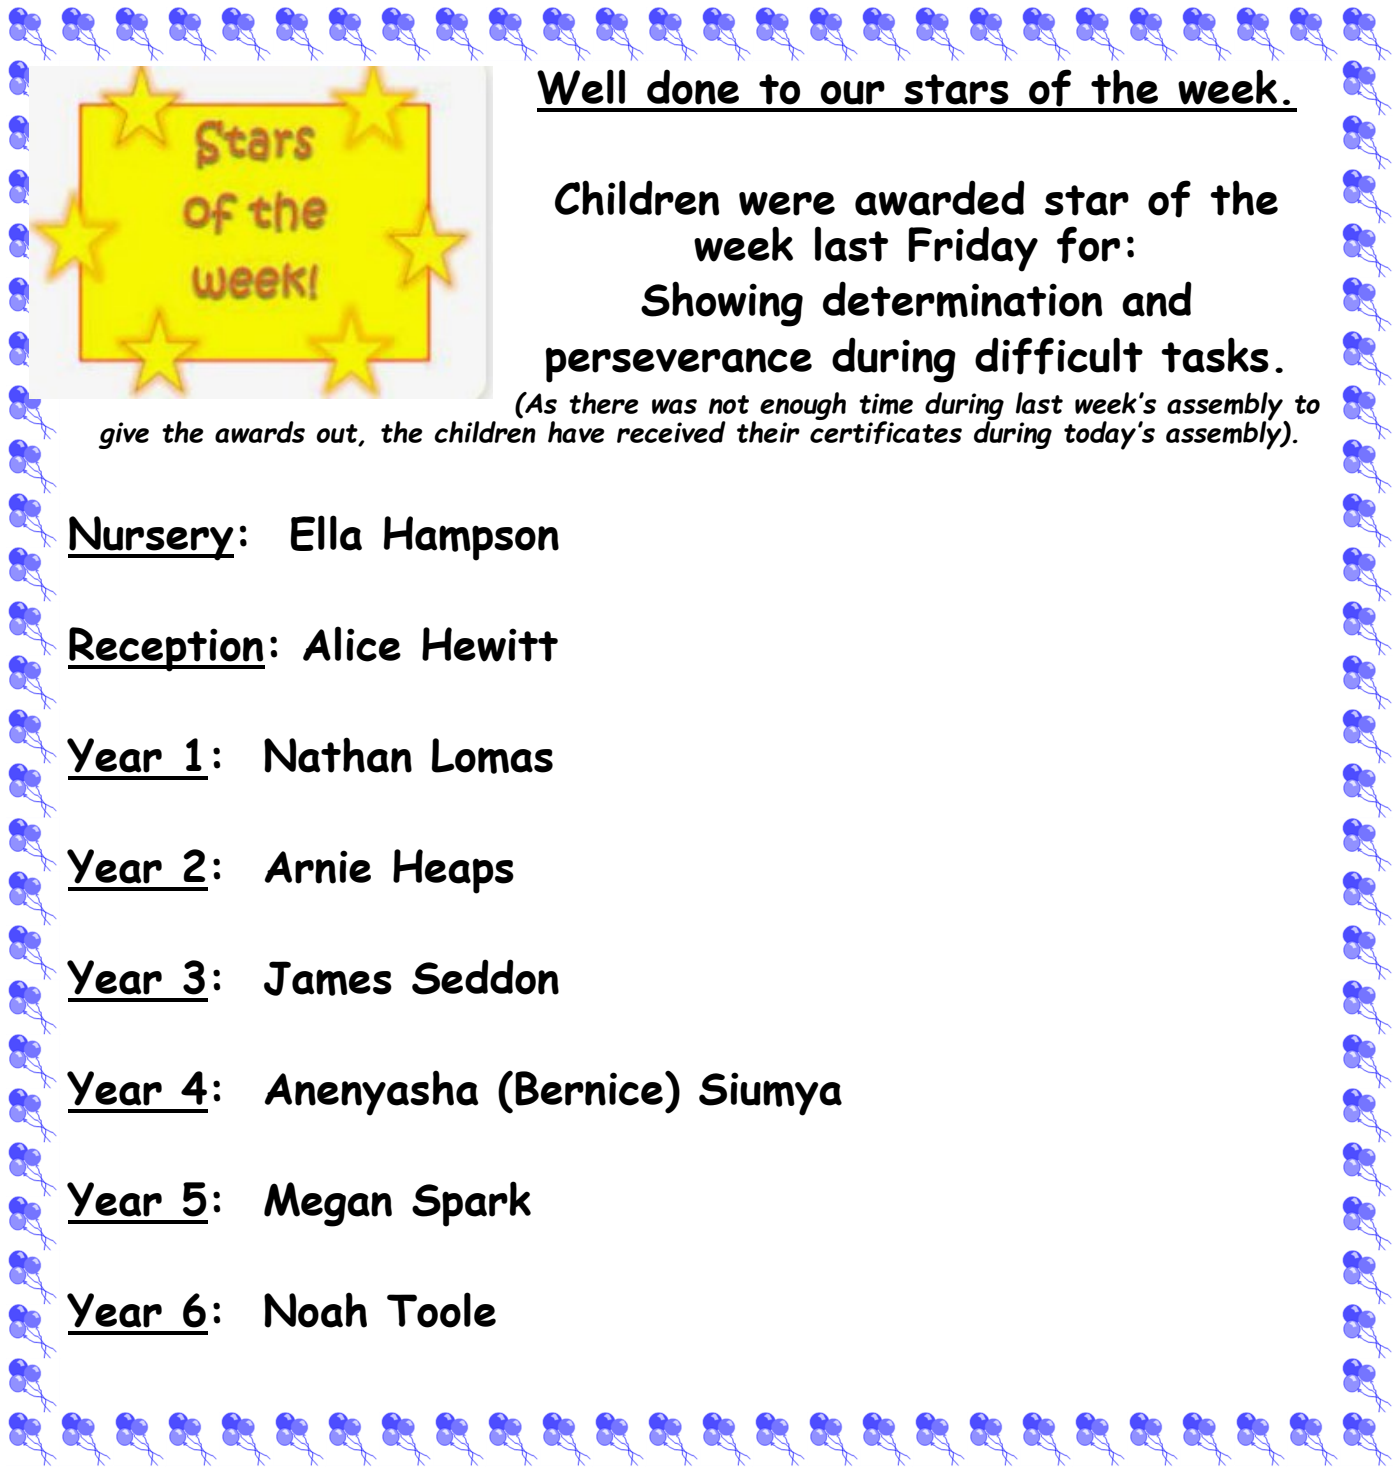 Stars
of the
week!
Well done to our stars of the week.
Children were awarded star of the
week last Friday for:
Showing determination and
perseverance during difficult tasks.
(As there was not enough time during last week's assembly to
give the awards out, the children have received their certificates during today's assembly).
Nursery: Ella Hampson
Reception: Alice Hewitt
Year 1: Nathan Lomas
Year 2: Arnie Heaps
Year 3: James Seddon
Year 4: Anenyasha (Bernice) Siumya
Year 5: Megan Spark
Year 6: Noah Toole